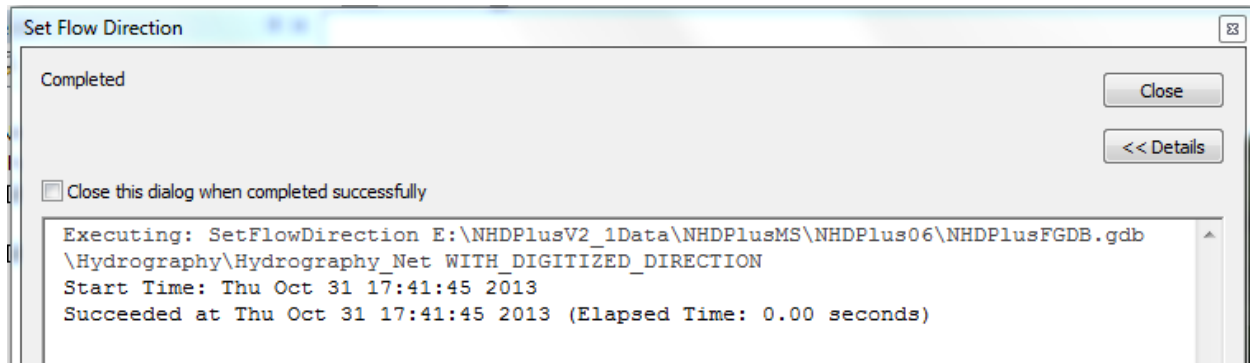 Set Flow Direction
Completed
Close
<< Details
Close this dialog when completed successfully
Executing: SetFlowDirection E:\NHDPlusV2_1Data\NHDPlusMS\NHDPlus06\NHDPlusFGDB.gdb
\Hydrography\Hydrography_Net WITH_DIGITIZED_DIRECTION
Start Time: Thu Oct 31 17:41:45 2013
Succeeded at Thu Oct 31 17:41:45 2013 (Elapsed Time: 0.00 seconds)